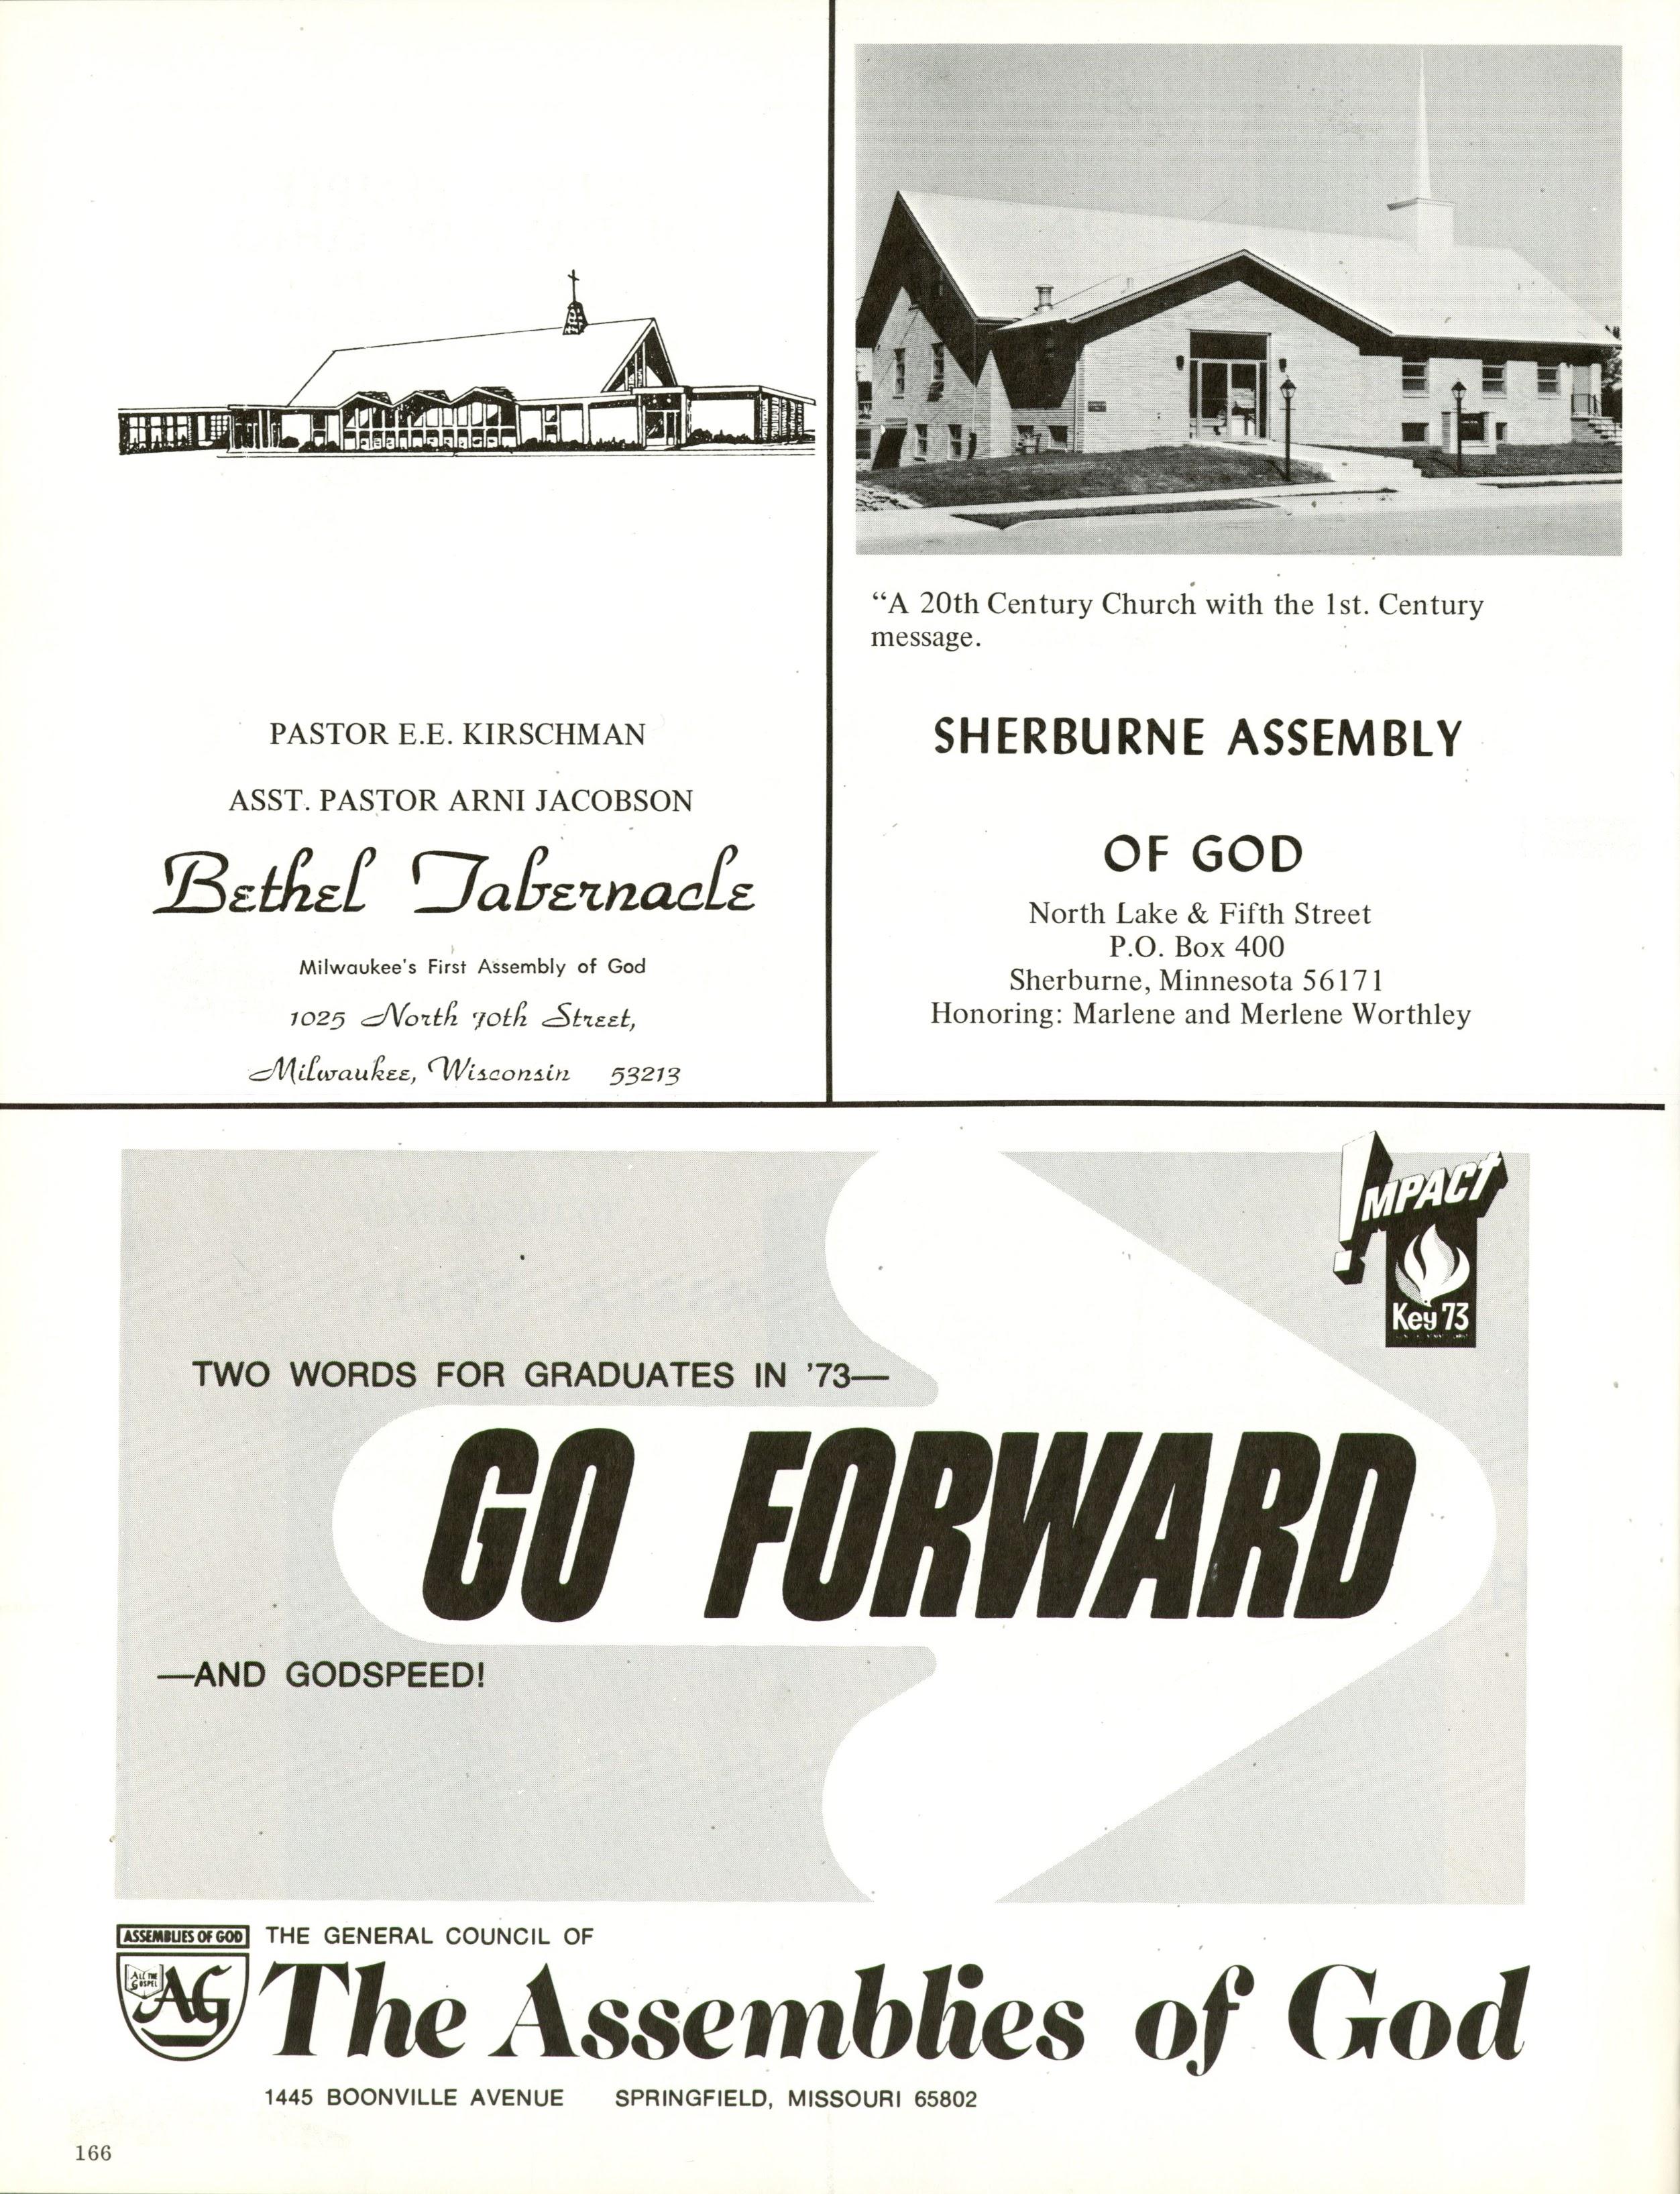 PASTOR E.E. KIRSCHMAN
ASST. PASTOR ARNI JACOBSON
Bethel Tabernacle
Milwaukee's First Assembly of God
1025 North 70th Street,
Milwaukee, Wisconsin 53213
“A 20th Century Church with the 1st. Century
message.
SHERBURNE ASSEMBLY
OF GOD
North Lake & Fifth Street
P.O. Box 400
Sherburne, Minnesota 56171
Honoring: Marlene and Merlene Worthley
!MPACT
Key 73
TWO WORDS FOR GRADUATES IN '73—
GO FORWARD
—AND GODSPEED!
ASSEMBLIES OF GOD
ALL THE
GOSPEL
AG
THE GENERAL COUNCIL OF
The Assemblies of God
1445 BOONVILLE AVENUE SPRINGFIELD, MISSOURI 65802
166